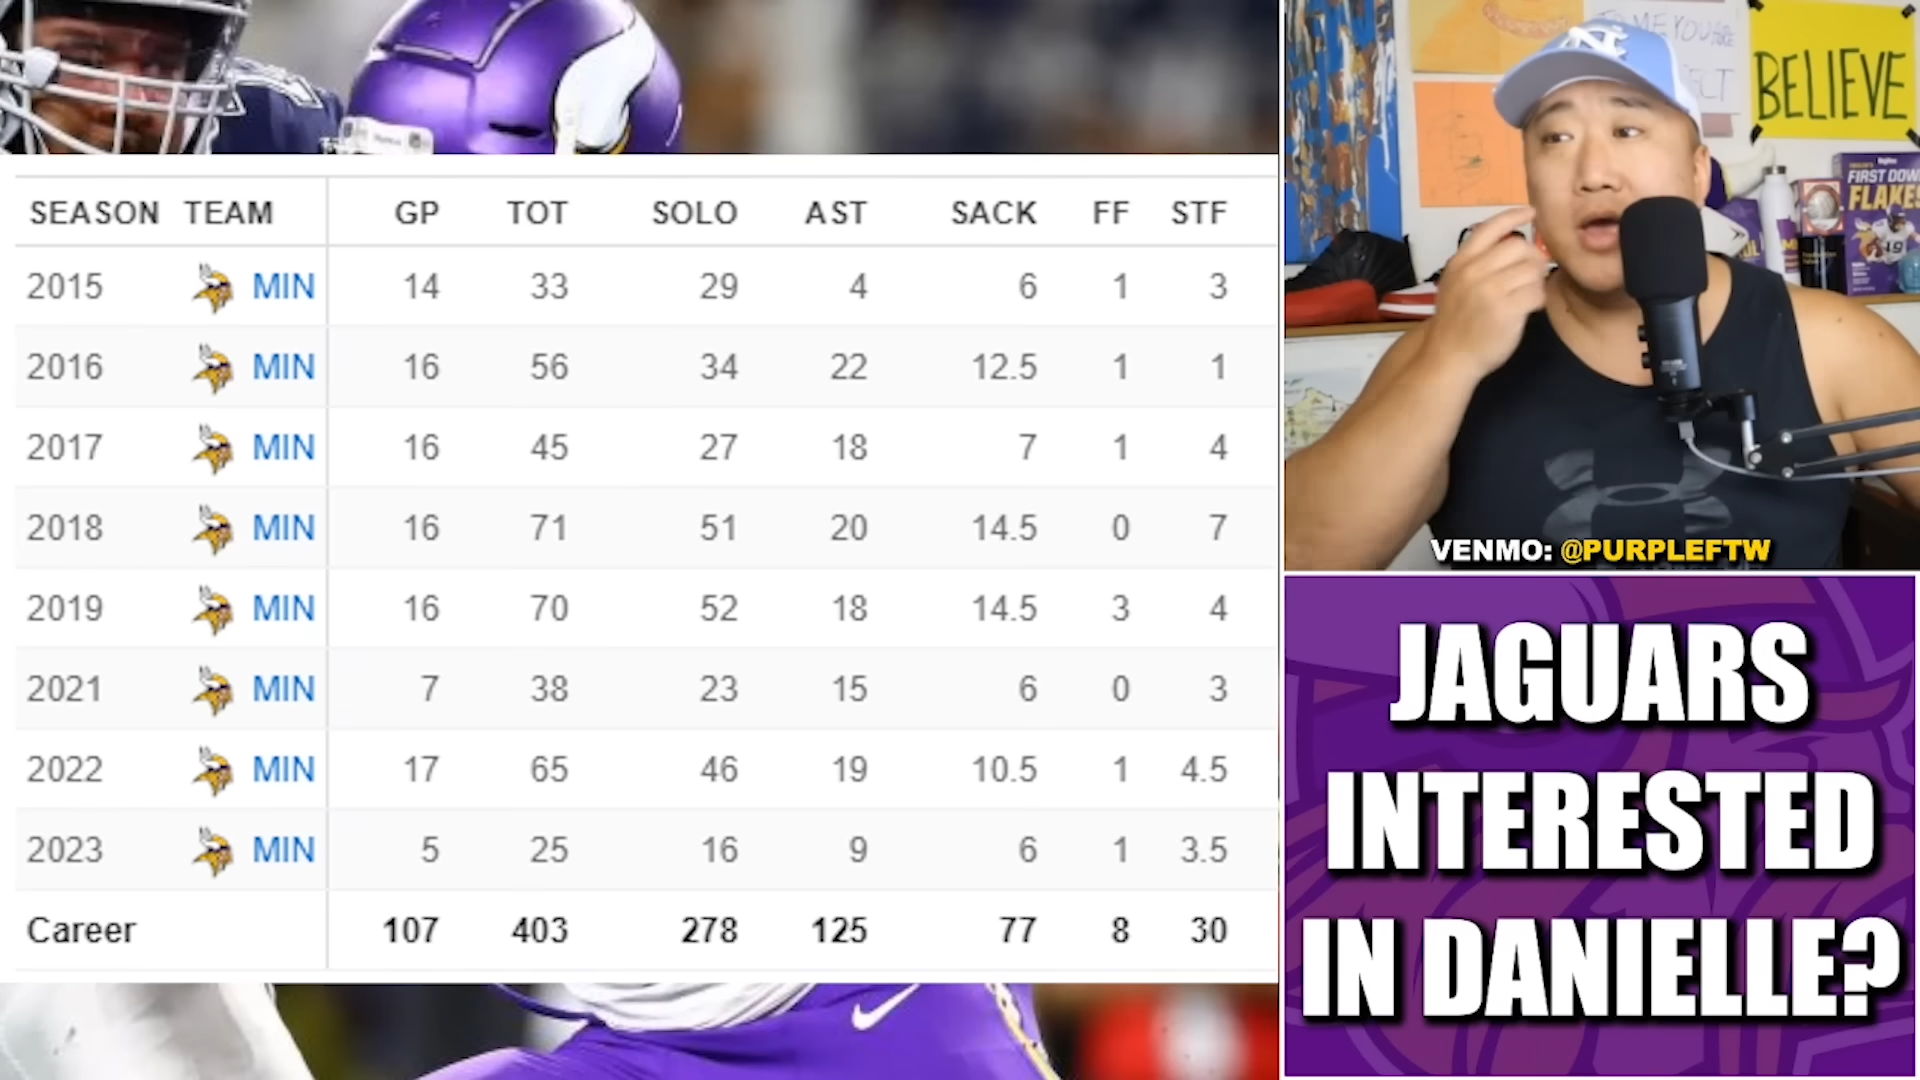 SEASON TEAM GP TOT SOLO AST SACK FF STF
2015 MIN 14 33 29 4 6 1 3
2016 MIN 16 56 34 22 12.5 1 1
2017 MIN 16 45 27 18 7 1 4
2018 MIN 16 71 51 20 14.5 0 7
2019 MIN 16 70 52 18 14.5 3 4
2021 MIN 7 38 23 15 6 0 3
2022 MIN 17 65 46 19 10.5 1 4.5
2023 MIN 5 25 16 9 6 1 3.5
Career 107 403 278 125 77 8 30
BELIEVE
FIRST DOWN
FLAKES
19
VENMO: @PURPLEFTW
JAGUARS
INTERESTED
IN DANIELLE?